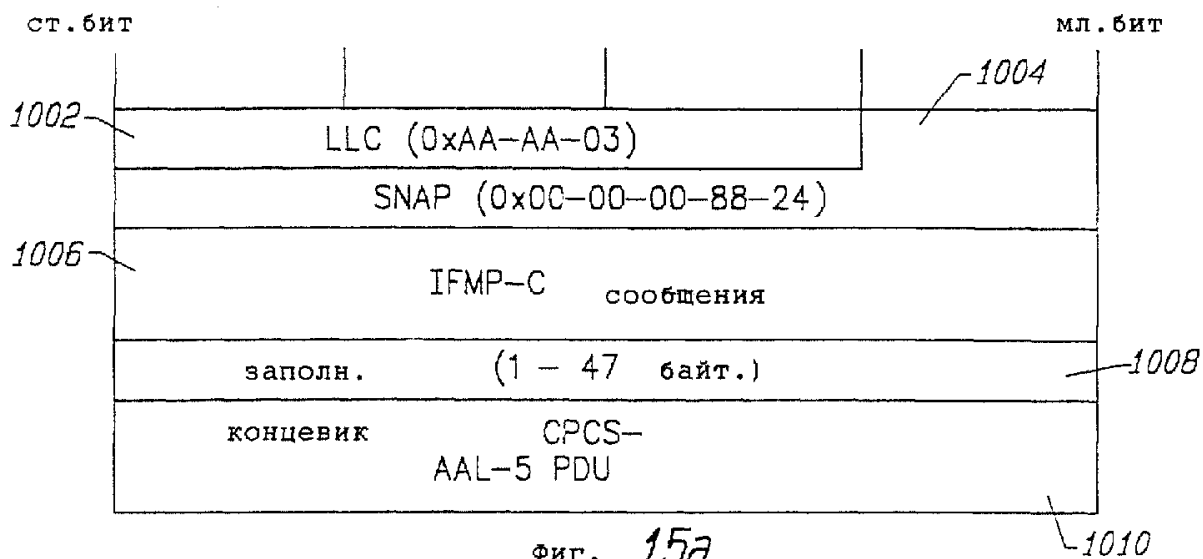 ст.бит мл.бит
1004
1002
LLC (0xAA-AA-03)
SNAP (0x00-00-00-88-24)
1006
IFMP-C сообщения
заполн. (1 - 47 байт.)
1008
концевик CPCS-
AAL-5 PDU
1010
Фиг. 15а